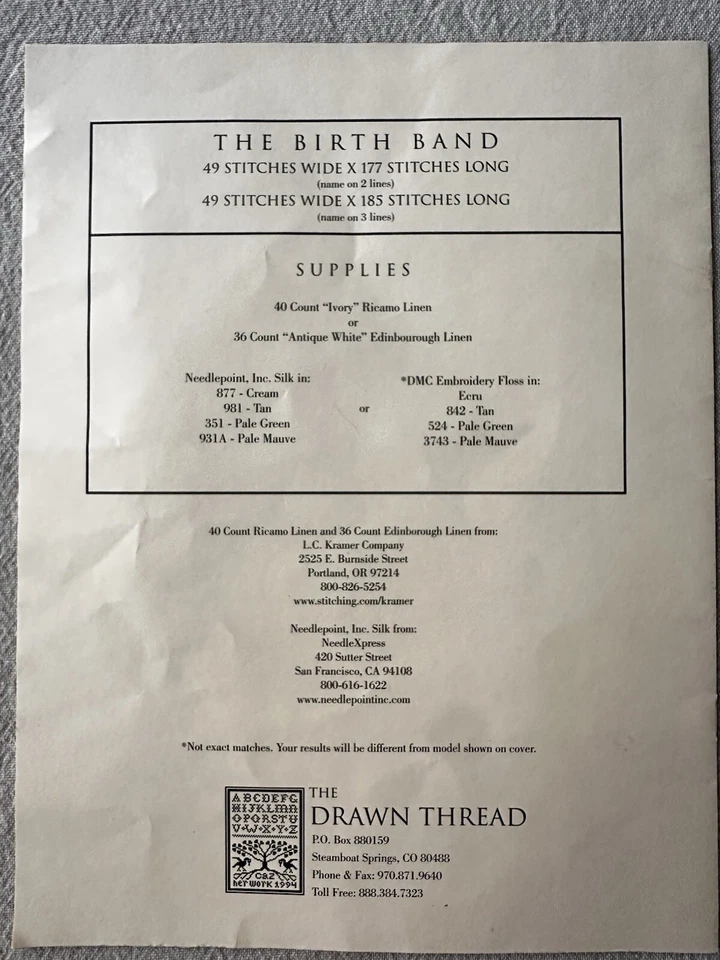 THE BIRTH BAND
49 STITCHES WIDE X 177 STITCHES LONG
(name on 2 lines)
49 STITCHES WIDE X 185 STITCHES LONG
(name on 3 lines)
SUPPLIES
40 Count “Ivory” Ricamo Linen
or
36 Count “Antique White” Edinbourough Linen
Needlepoint, Inc. Silk in:
877 - Cream
981 - Tan
351 - Pale Green
931A - Pale Mauve
or
*DMC Embroidery Floss in:
Ecru
842 - Tan
524 - Pale Green
3743 - Pale Mauve
40 Count Ricamo Linen and 36 Count Edinborough Linen from:
L.C. Kramer Company
2525 E. Burnside Street
Portland, OR 97214
800-826-5254
www.stitching.com/kramer
Needlepoint, Inc. Silk from:
NeedleXpress
420 Sutter Street
San Francisco, CA 94108
800-616-1622
www.needlepointinc.com
*Not exact matches. Your results will be different from model shown on cover.
ABCDEFG
HIJKLMN
OPQRSTU
V•W•X•Y•Z
caz
her work 1994
THE
DRAWN THREAD
P.O. Box 880159
Steamboat Springs, CO 80488
Phone & Fax: 970.871.9640
Toll Free: 888.384.7323